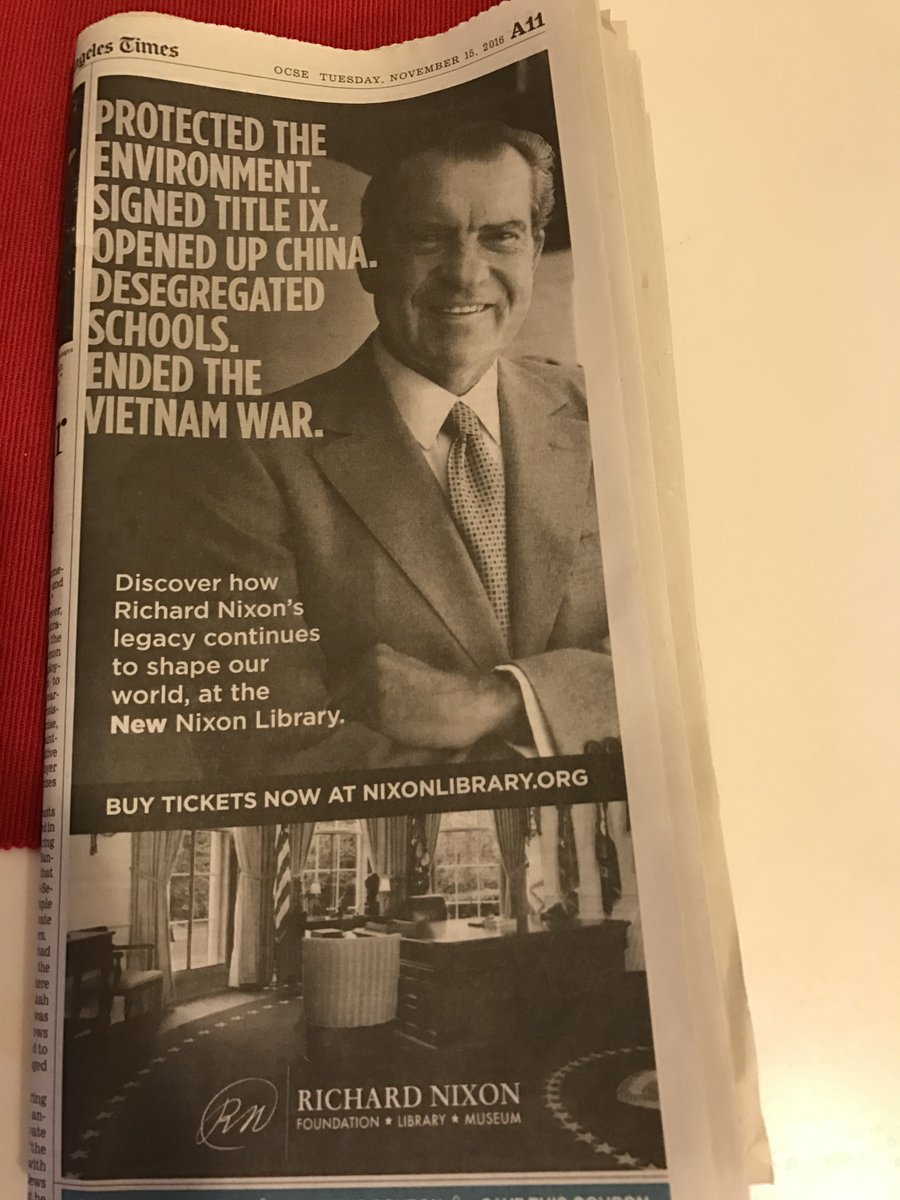 geles Times
OCSE TUESDAY, NOVEMBER 15, 2016 A11
PROTECTED THE
ENVIRONMENT.
SIGNED TITLE IX.
OPENED UP CHINA.
DESEGREGATED
SCHOOLS.
ENDED THE
VIETNAM WAR.
Discover how
Richard Nixon's
legacy continues
to shape our
world, at the
New Nixon Library.
BUY TICKETS NOW AT NIXONLIBRARY.ORG
RN
RICHARD NIXON
FOUNDATION ★ LIBRARY ★ MUSEUM